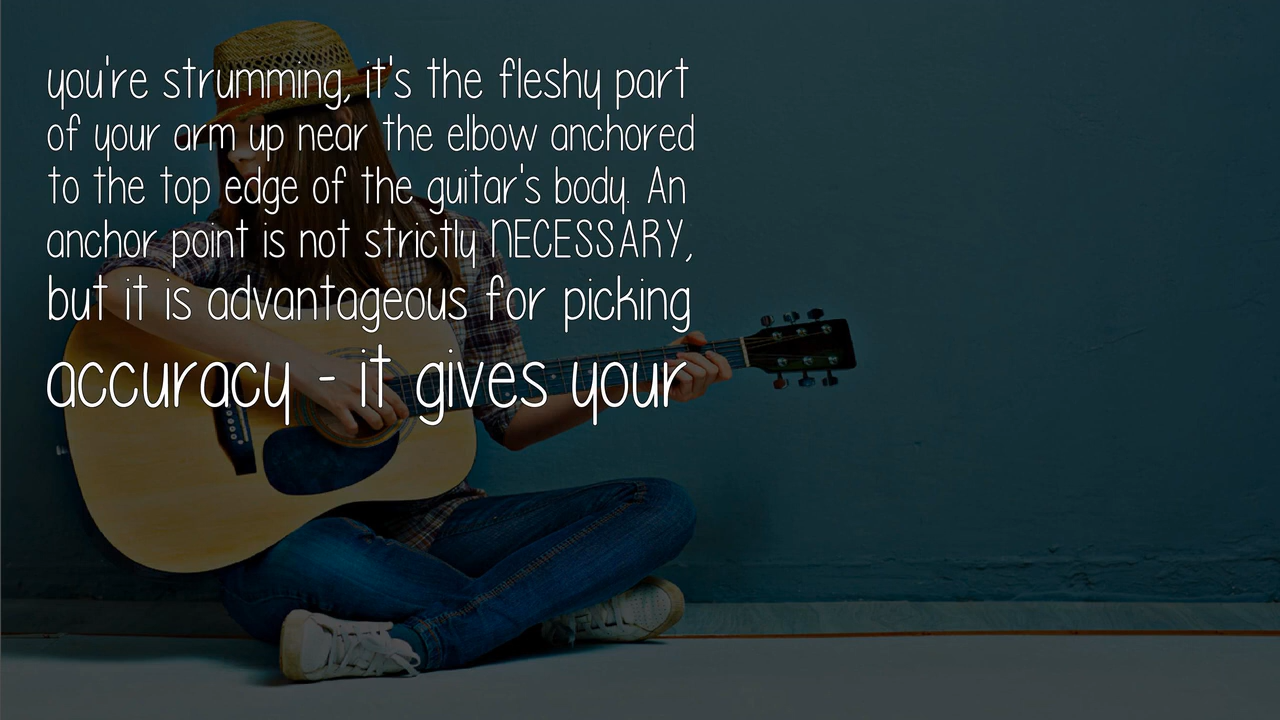 you're strumming, it's the fleshy part
of your arm up near the elbow anchored
to the top edge of the guitar's body. An
anchor point is not strictly NECESSARY,
but it is advantageous for picking
accuracy - it gives your